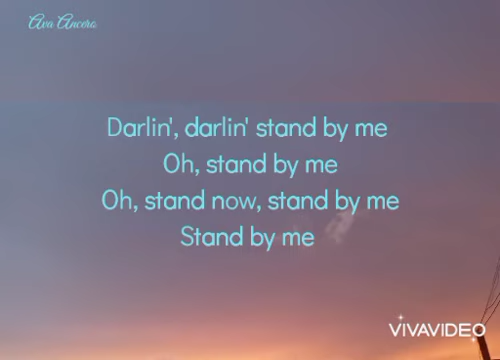 Ava Ancero
Darlin', darlin' stand by me
Oh, stand by me
Oh, stand now, stand by me
Stand by me
VIVAVIDEO